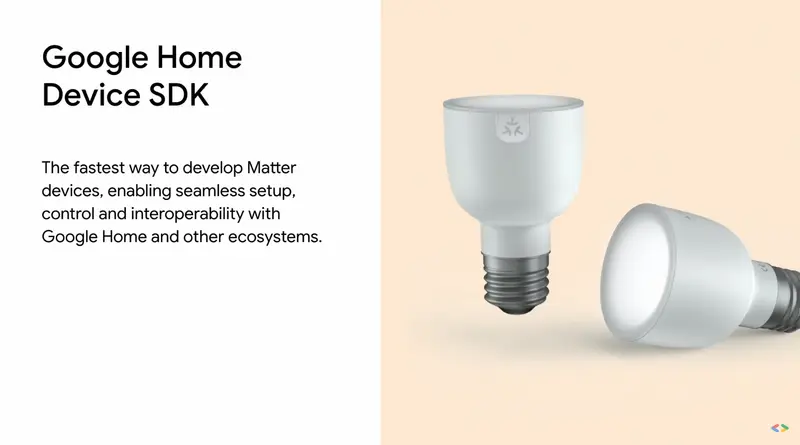 Google Home
Device SDK
The fastest way to develop Matter
devices, enabling seamless setup,
control and interoperability with
Google Home and other ecosystems.